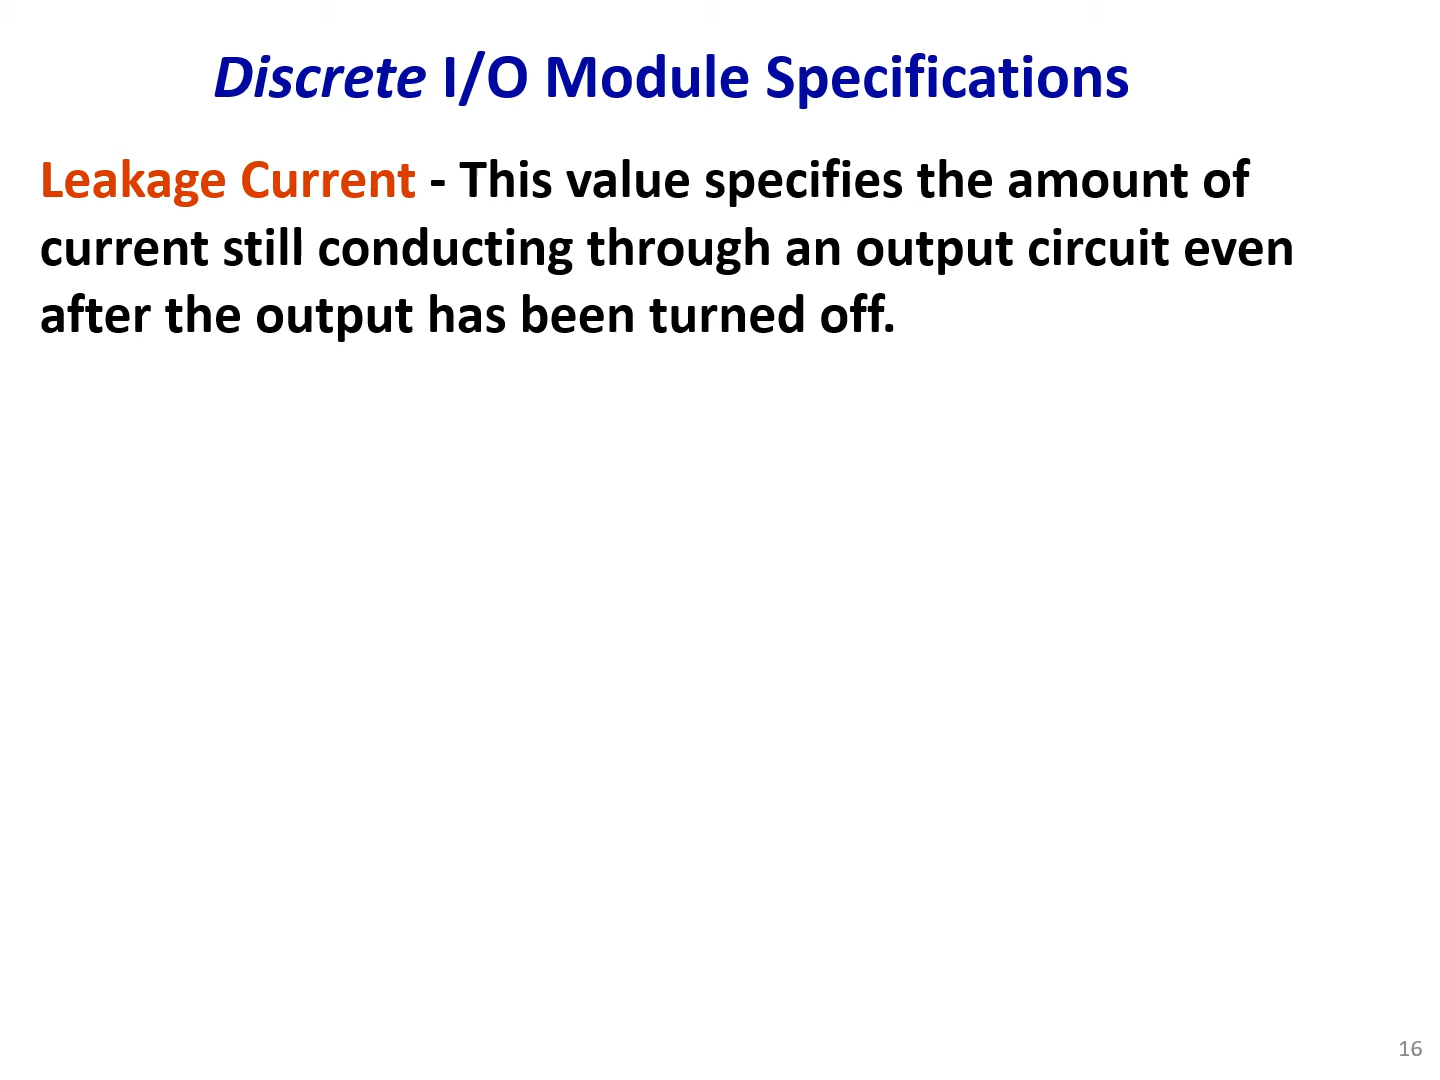 Discrete I/O Module Specifications
Leakage Current - This value specifies the amount of
current still conducting through an output circuit even
after the output has been turned off.
16